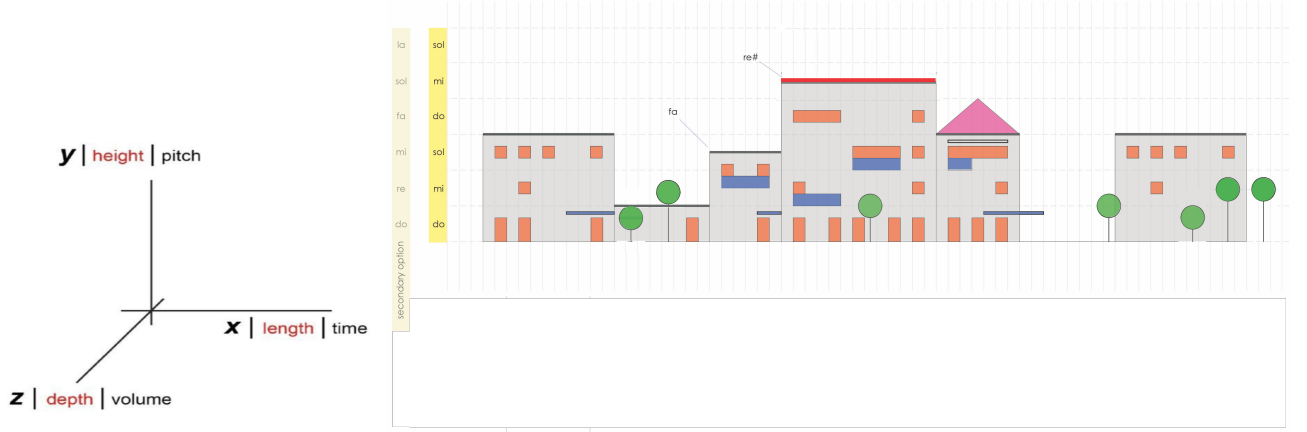 y | height | pitch
x | length | time
z | depth | volume
la
sol
fa
mi
re
do
secondary option
sol
mi
do
sol
mi
do
re#
fa